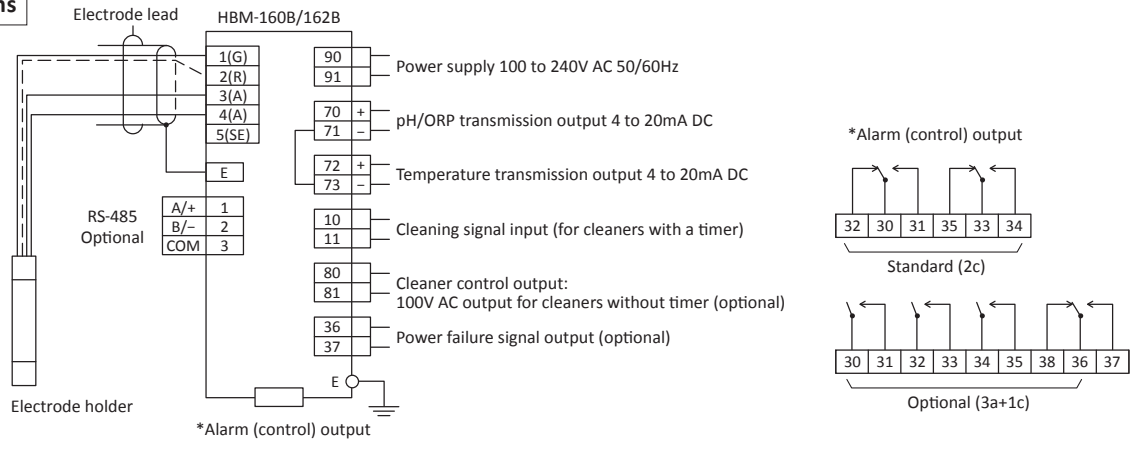 Electrode lead
HBM-160B/162B
1(G)
2(R)
3(A)
4(A)
5(SE)
E
RS-485
Optional
A/+ 1
B/− 2
COM 3
Electrode holder
90
91
Power supply 100 to 240V AC 50/60Hz
70 +
71 −
pH/ORP transmission output 4 to 20mA DC
72 +
73 −
Temperature transmission output 4 to 20mA DC
10
11
Cleaning signal input (for cleaners with a timer)
80
81
Cleaner control output:
100V AC output for cleaners without timer (optional)
36
37
Power failure signal output (optional)
E
*Alarm (control) output
*Alarm (control) output
32 30 31 35 33 34
Standard (2c)
30 31 32 33 34 35 38 36 37
Optional (3a+1c)